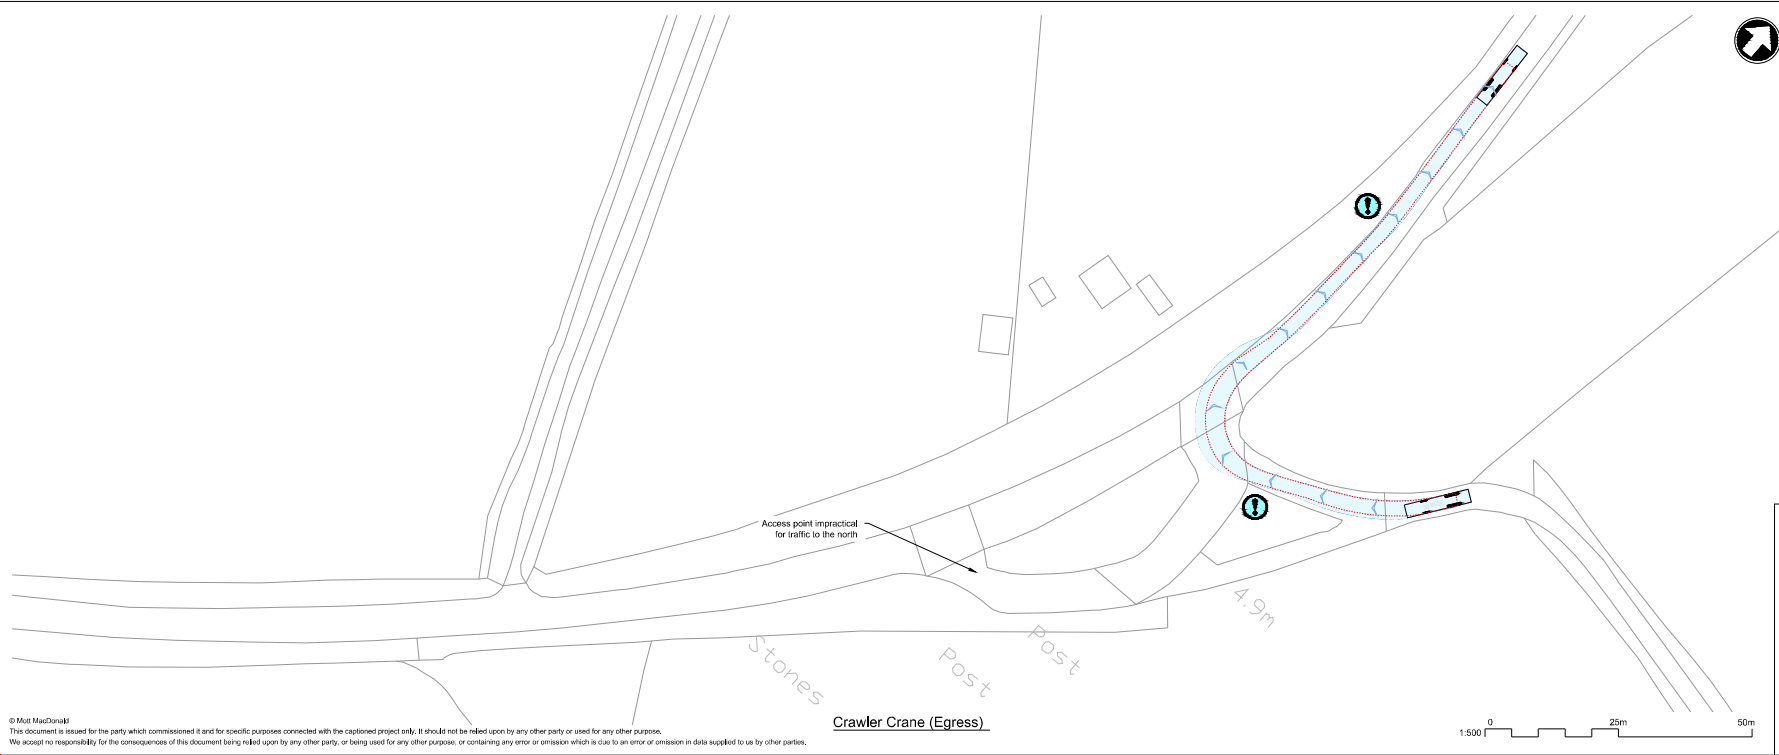 Access point impractical
for traffic to the north
4.9m
Post
Stones
Post
© Mott MacDonald
This document is issued for the party which commissioned it and for specific purposes connected with the captioned project only. It should not be relied upon by any other party or used for any other purpose.
We accept no responsibility for the consequences of this document being relied upon by any other party, or being used for any other purpose, or containing any error or omission which is due to an error or omission in data supplied to us by other parties.
Crawler Crane (Egress)
0 25m 50m
1:500